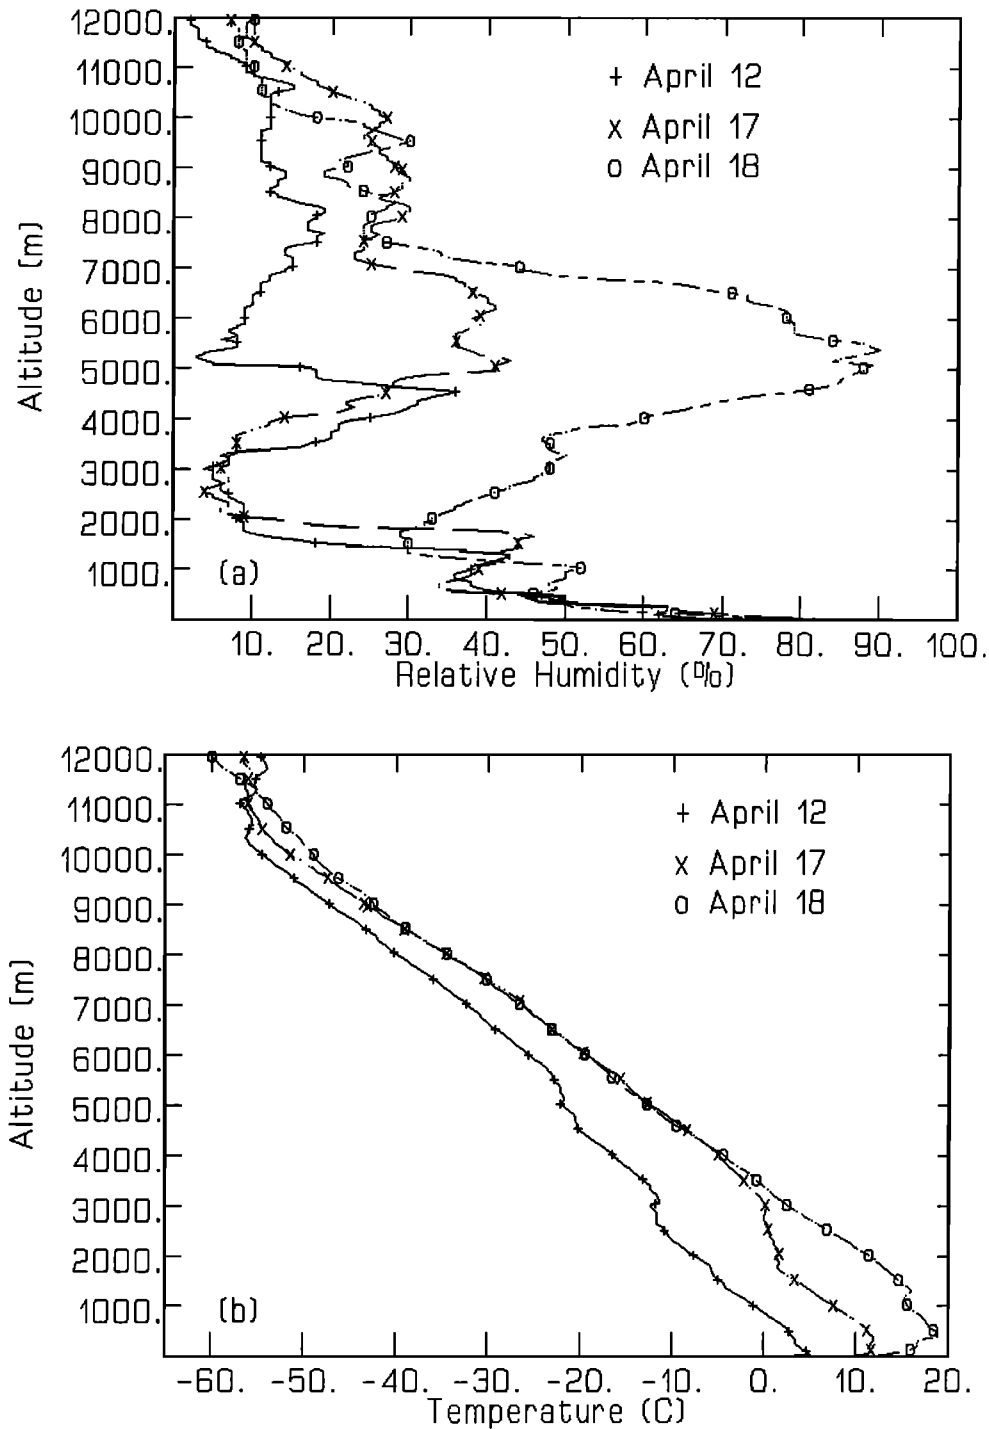 12000.
11000.
10000.
9000.
8000.
7000.
6000.
5000.
4000.
3000.
2000.
1000.
Altitude (m)
+ April 12
x April 17
o April 18
(a)
10. 20. 30. 40. 50. 60. 70. 80. 90. 100.
Relative Humidity (%)
12000.
11000.
10000.
9000.
8000.
7000.
6000.
5000.
4000.
3000.
2000.
1000.
Altitude (m)
+ April 12
x April 17
o April 18
(b)
-60. -50. -40. -30. -20. -10. 0. 10. 20.
Temperature (C)